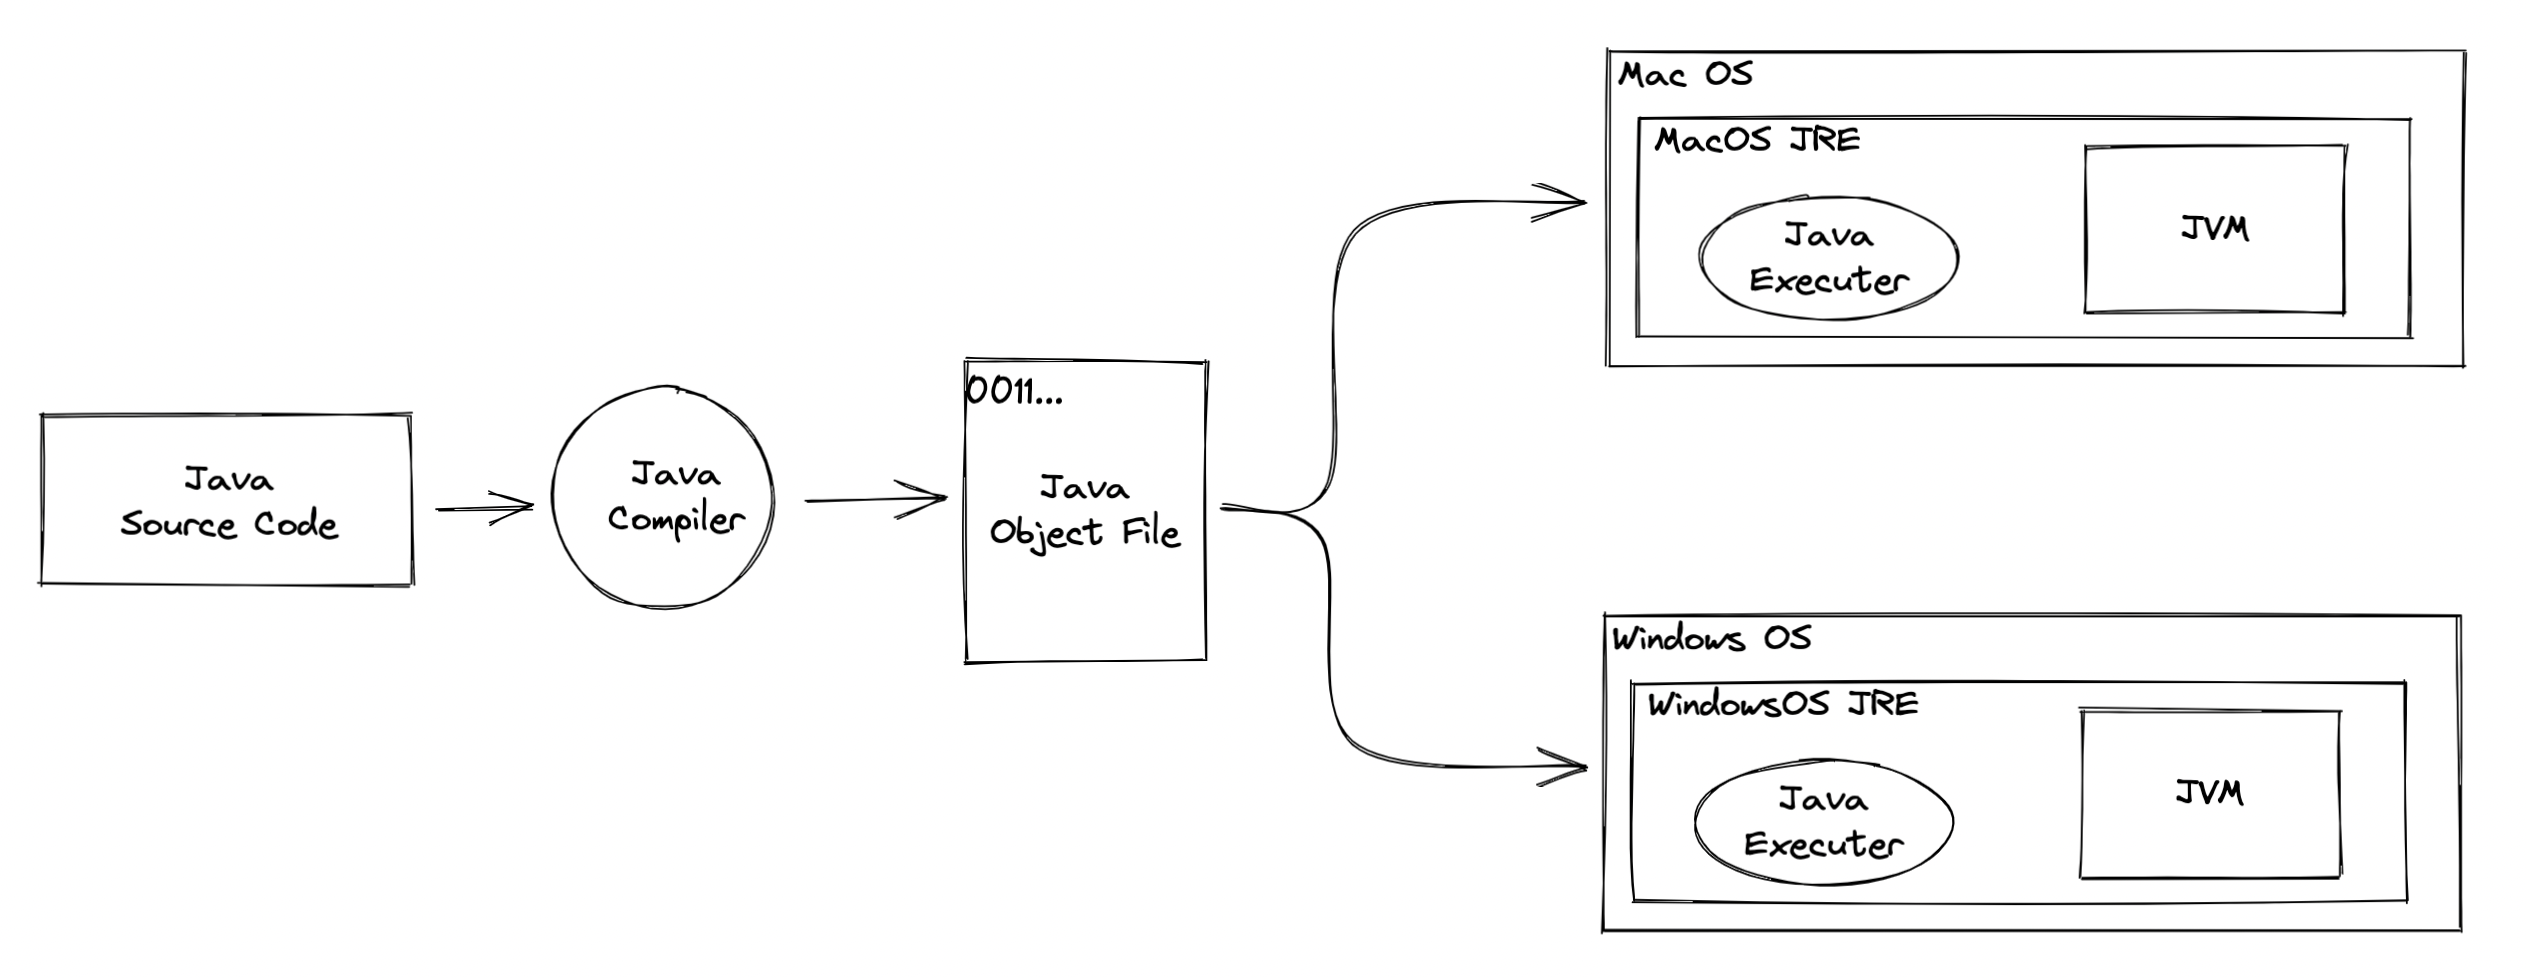 Java
Source Code
Java
Compiler
0011...
Java
Object File
Mac OS
MacOS JRE
Java
Executer
JVM
Windows OS
WindowsOS JRE
Java
Executer
JVM